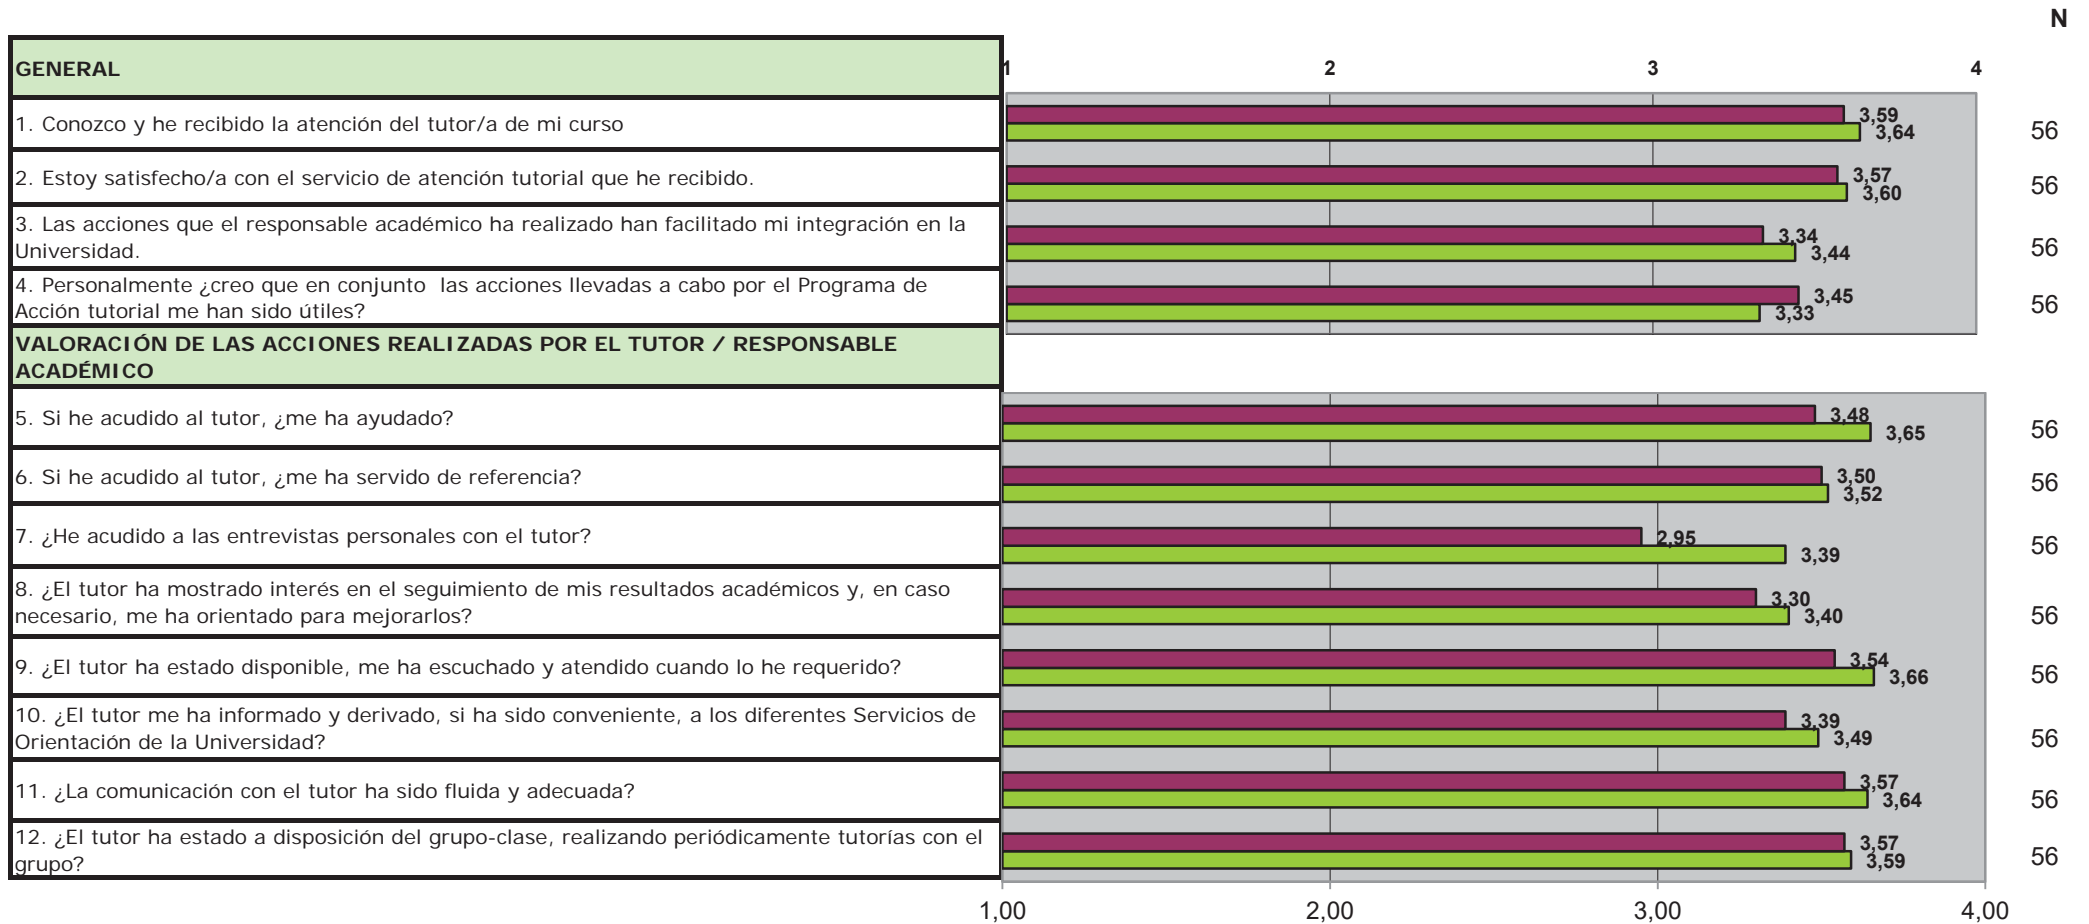 N
GENERAL
1 2 3 4
1. Conozco y he recibido la atención del tutor/a de mi curso
3,59
3,64
56
2. Estoy satisfecho/a con el servicio de atención tutorial que he recibido.
3,57
3,60
56
3. Las acciones que el responsable académico ha realizado han facilitado mi integración en la
Universidad.
3,34
3,44
56
4. Personalmente ¿creo que en conjunto las acciones llevadas a cabo por el Programa de
Acción tutorial me han sido útiles?
3,45
3,33
56
VALORACIÓN DE LAS ACCIONES REALIZADAS POR EL TUTOR / RESPONSABLE
ACADÉMICO
5. Si he acudido al tutor, ¿me ha ayudado?
3,48
3,65
56
6. Si he acudido al tutor, ¿me ha servido de referencia?
3,50
3,52
56
7. ¿He acudido a las entrevistas personales con el tutor?
2,95
3,39
56
8. ¿El tutor ha mostrado interés en el seguimiento de mis resultados académicos y, en caso
necesario, me ha orientado para mejorarlos?
3,30
3,40
56
9. ¿El tutor ha estado disponible, me ha escuchado y atendido cuando lo he requerido?
3,54
3,66
56
10. ¿El tutor me ha informado y derivado, si ha sido conveniente, a los diferentes Servicios de
Orientación de la Universidad?
3,39
3,49
56
11. ¿La comunicación con el tutor ha sido fluida y adecuada?
3,57
3,64
56
12. ¿El tutor ha estado a disposición del grupo-clase, realizando periódicamente tutorías con el
grupo?
3,57
3,59
56
1,00 2,00 3,00 4,00